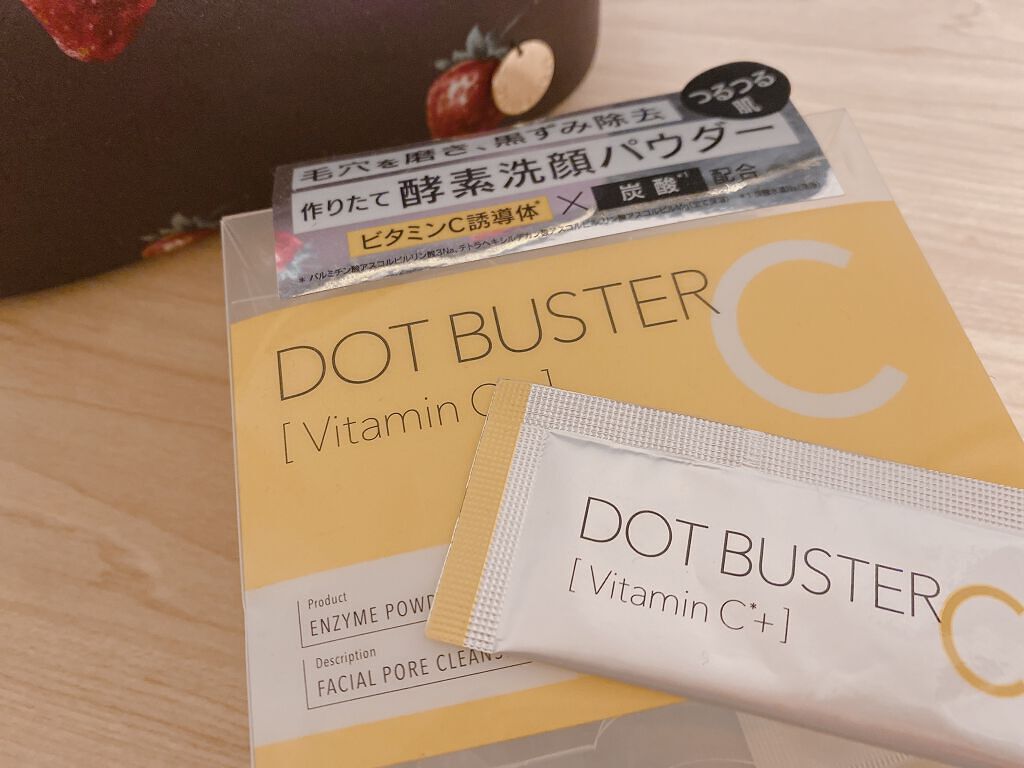 つるつる
肌
毛穴を磨き、黒ずみ除去
作りたて 酵素洗顔パウダー
ビタミンC誘導体* × 炭酸*¹ 配合
DOT BUSTER C
[Vitamin C
Product
ENZYME POWD
Description
FACIAL PORE CLEANS
DOT BUSTER C
[Vitamin C*+]